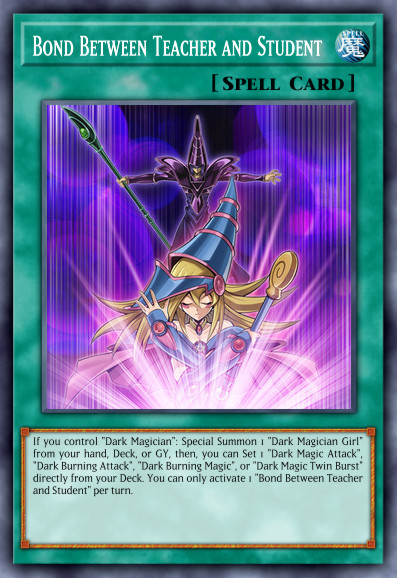 BOND BETWEEN TEACHER AND STUDENT
SPELL
魔
[SPELL CARD]
If you control "Dark Magician": Special Summon 1 "Dark Magician Girl"
from your hand, Deck, or GY, then, you can Set 1 "Dark Magic Attack",
"Dark Burning Attack", "Dark Burning Magic", or "Dark Magic Twin Burst"
directly from your Deck. You can only activate 1 "Bond Between Teacher
and Student" per turn.